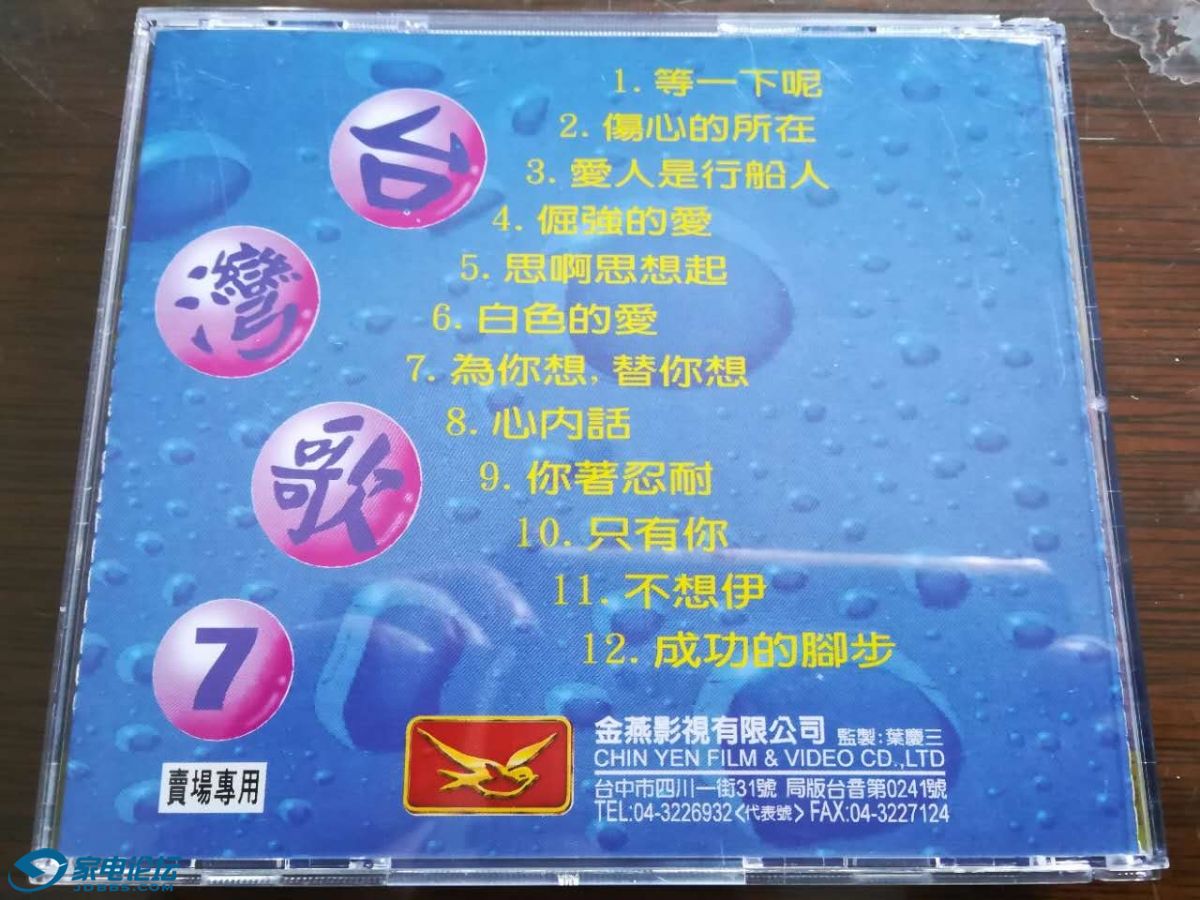 台
灣
歌
7
1. 等一下呢
2. 傷心的所在
3. 愛人是行船人
4. 倔強的愛
5. 思啊思想起
6. 白色的愛
7. 為你想, 替你想
8. 心内話
9. 你著忍耐
10. 只有你
11. 不想伊
12. 成功的腳步
賣場專用
金燕影視有限公司 監製:葉慶三
CHIN YEN FILM & VIDEO CD.,LTD
台中市四川一街31號 局版台音第0241號
TEL:04-3226932<代表號> FAX:04-3227124
家电论坛
JDBBS.COM